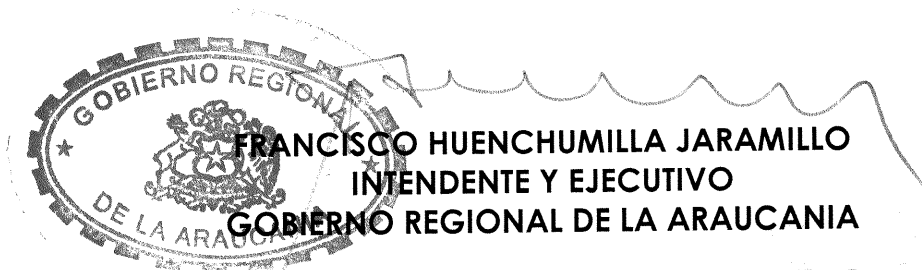 GOBIERNO REGIONAL
DE LA ARAUCANIA
FRANCISCO HUENCHUMILLA JARAMILLO
INTENDENTE Y EJECUTIVO
GOBIERNO REGIONAL DE LA ARAUCANIA